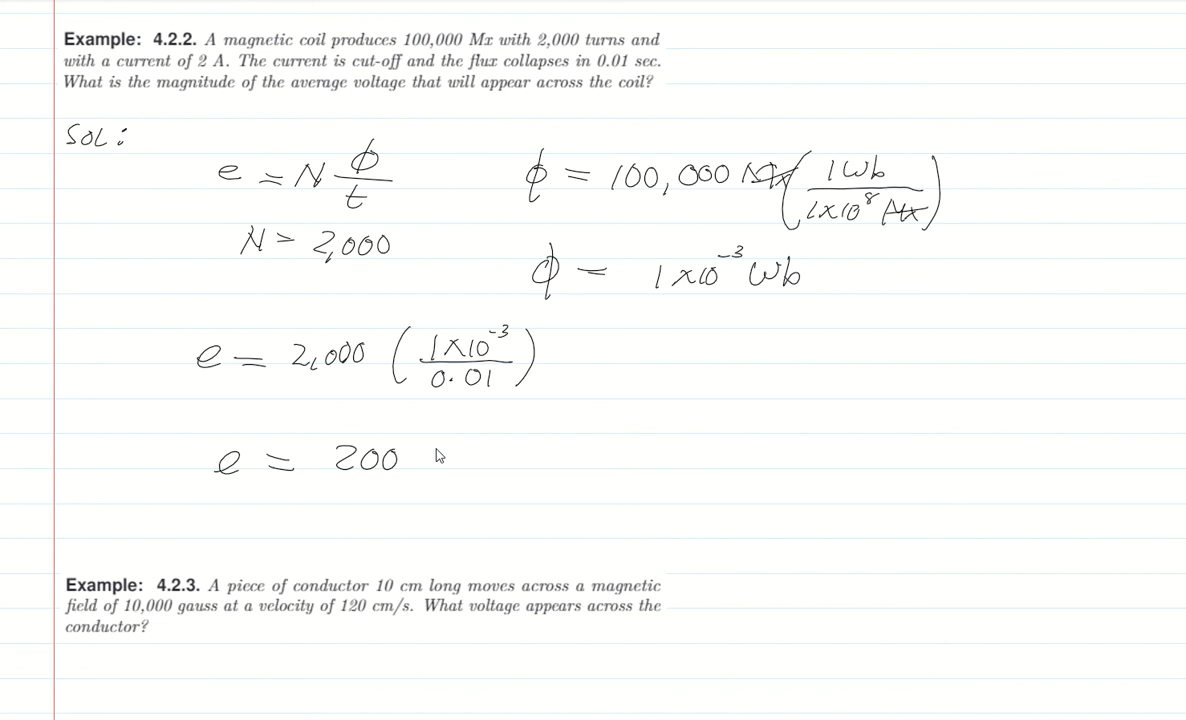 Example: 4.2.2. A magnetic coil produces 100,000 Mx with 2,000 turns and
with a current of 2 A. The current is cut-off and the flux collapses in 0.01 sec.
What is the magnitude of the average voltage that will appear across the coil?
SOL:
e = N ϕ/t
ϕ = 100,000 Mx (1Wb / 1x10⁸ Mx)
N = 2,000
ϕ = 1x10⁻³ Wb
e = 2,000 (1x10⁻³ / 0.01)
e = 200
Example: 4.2.3. A piece of conductor 10 cm long moves across a magnetic
field of 10,000 gauss at a velocity of 120 cm/s. What voltage appears across the
conductor?